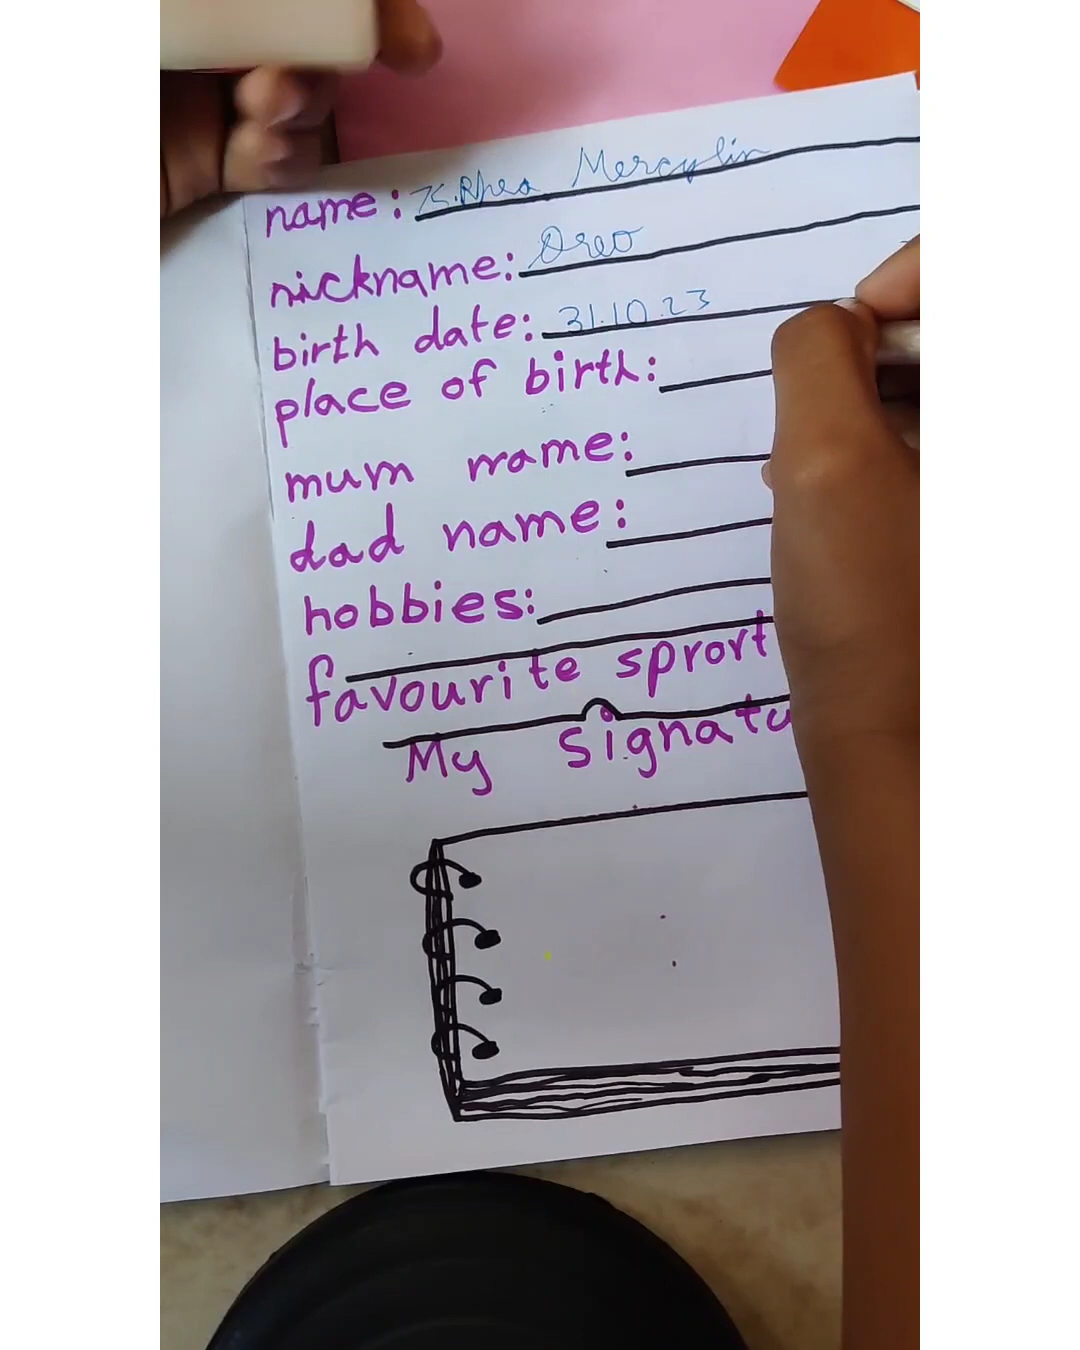 name: K.Rhea Mercylin
nickname: Oreo
birth date: 31.10.23
place of birth:
mum name:
dad name:
hobbies:
favourite sprort
My Signatu